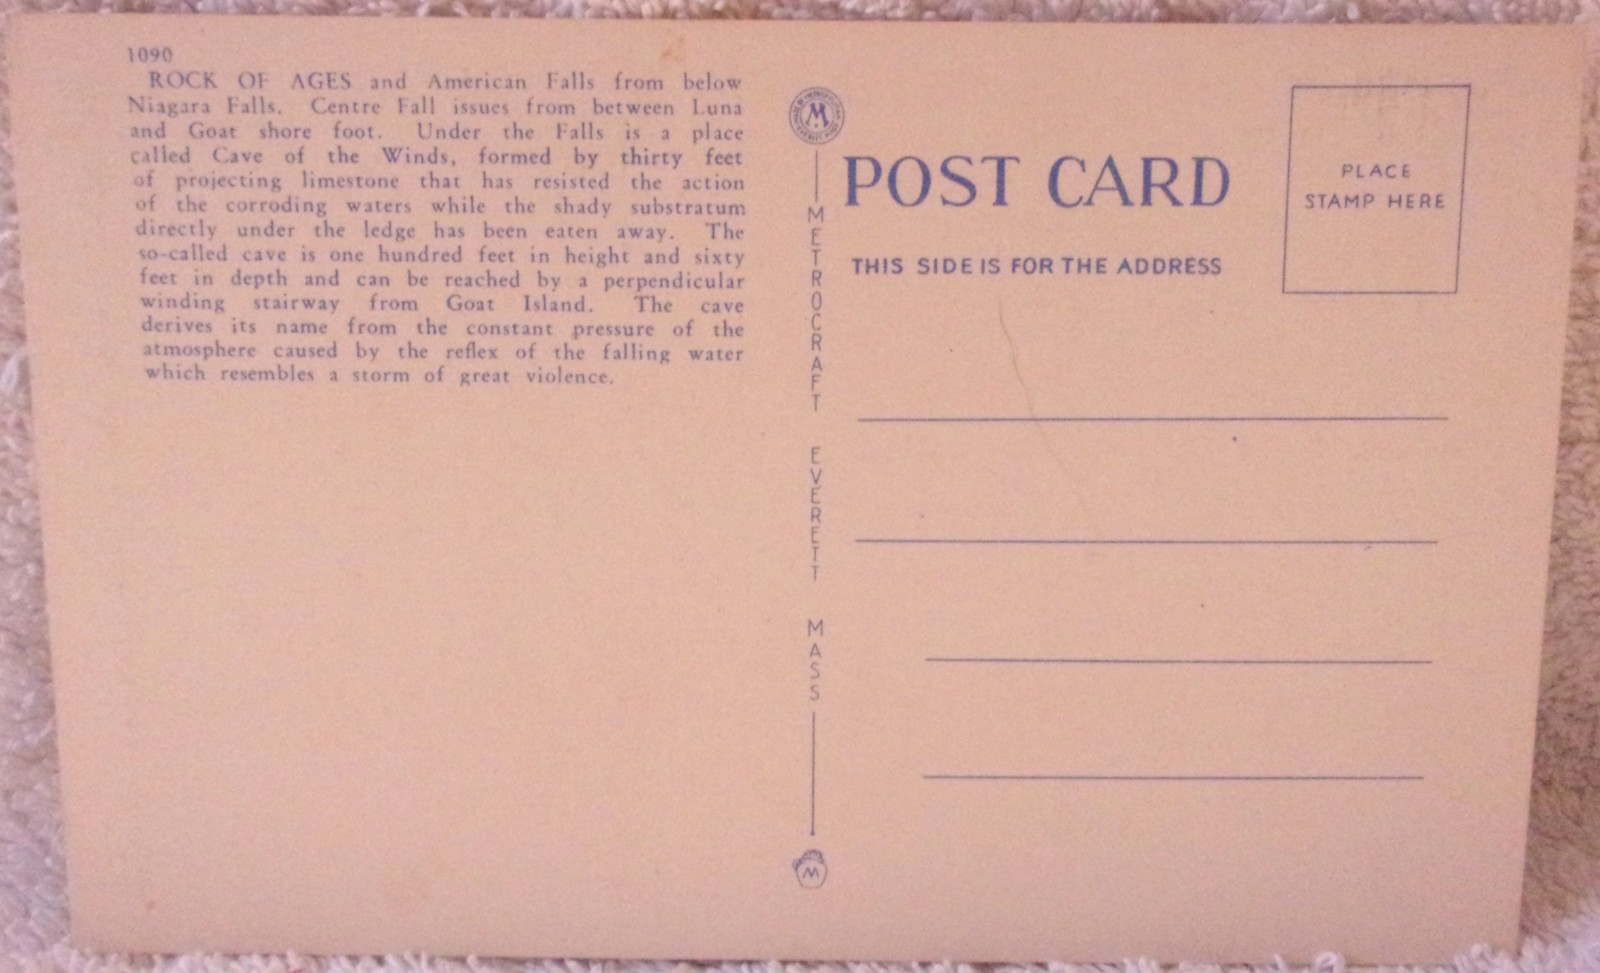 1090
ROCK OF AGES and American Falls from below
Niagara Falls. Centre Fall issues from between Luna
and Goat shore foot. Under the Falls is a place
called Cave of the Winds, formed by thirty feet
of projecting limestone that has resisted the action
of the corroding waters while the shady substratum
directly under the ledge has been eaten away. The
so-called cave is one hundred feet in height and sixty
feet in depth and can be reached by a perpendicular
winding stairway from Goat Island. The cave
derives its name from the constant pressure of the
atmosphere caused by the reflex of the falling water
which resembles a storm of great violence.
M
METROCRAFT EVERETT MASS
M
POST CARD
THIS SIDE IS FOR THE ADDRESS
PLACE
STAMP HERE